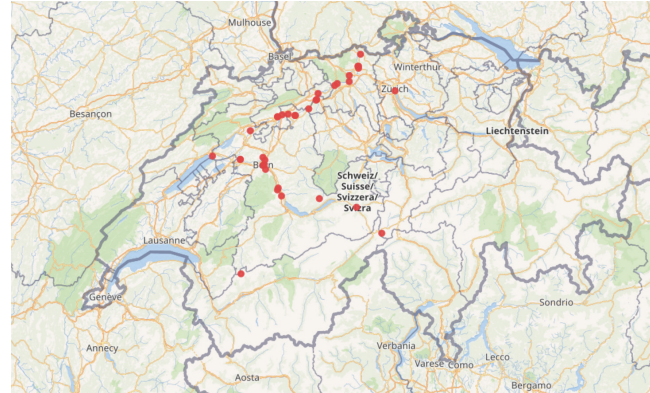 Mulhouse
Basel
Winterthur
Zürich
Besançon
Liechtenstein
Bern
Schweiz/
Suisse/
Svizzera/
Svizra
Lausanne
Genève
Sondrio
Annecy
Verbania
Lecco
Varese
Como
Aosta
Bergamo